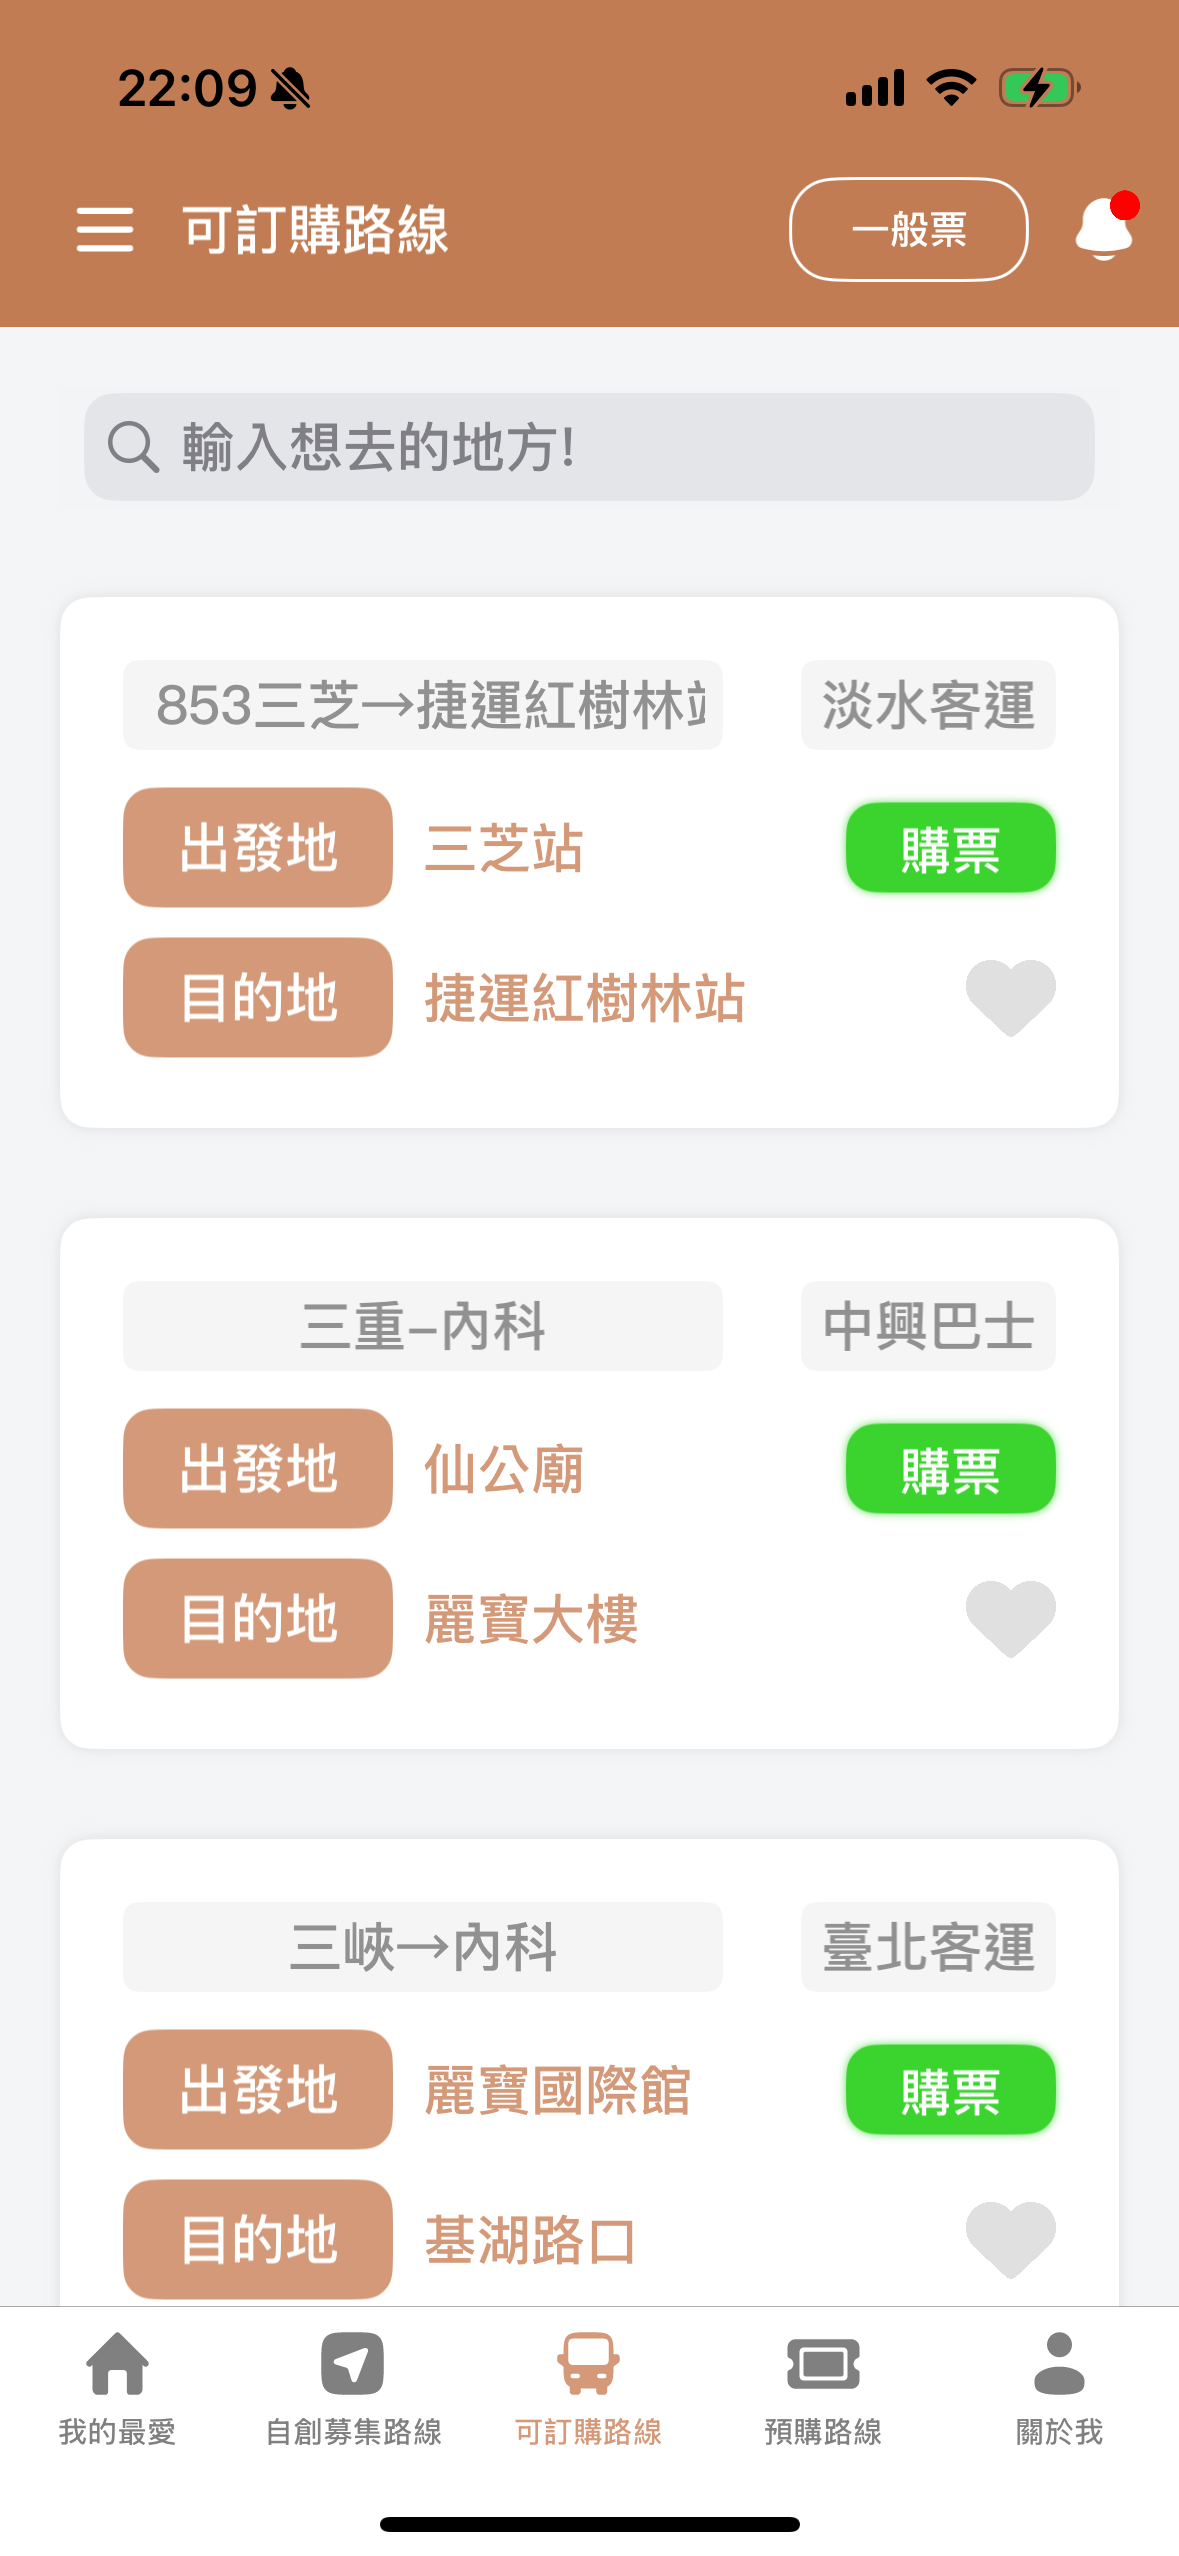 22:09
可訂購路線
一般票
輸入想去的地方!
853三芝→捷運紅樹林
淡水客運
出發地 三芝站
購票
目的地 捷運紅樹林站
三重–內科
中興巴士
出發地 仙公廟
購票
目的地 麗寶大樓
三峽→內科
臺北客運
出發地 麗寶國際館
購票
目的地 基湖路口
我的最愛 自創募集路線 可訂購路線 預購路線 關於我